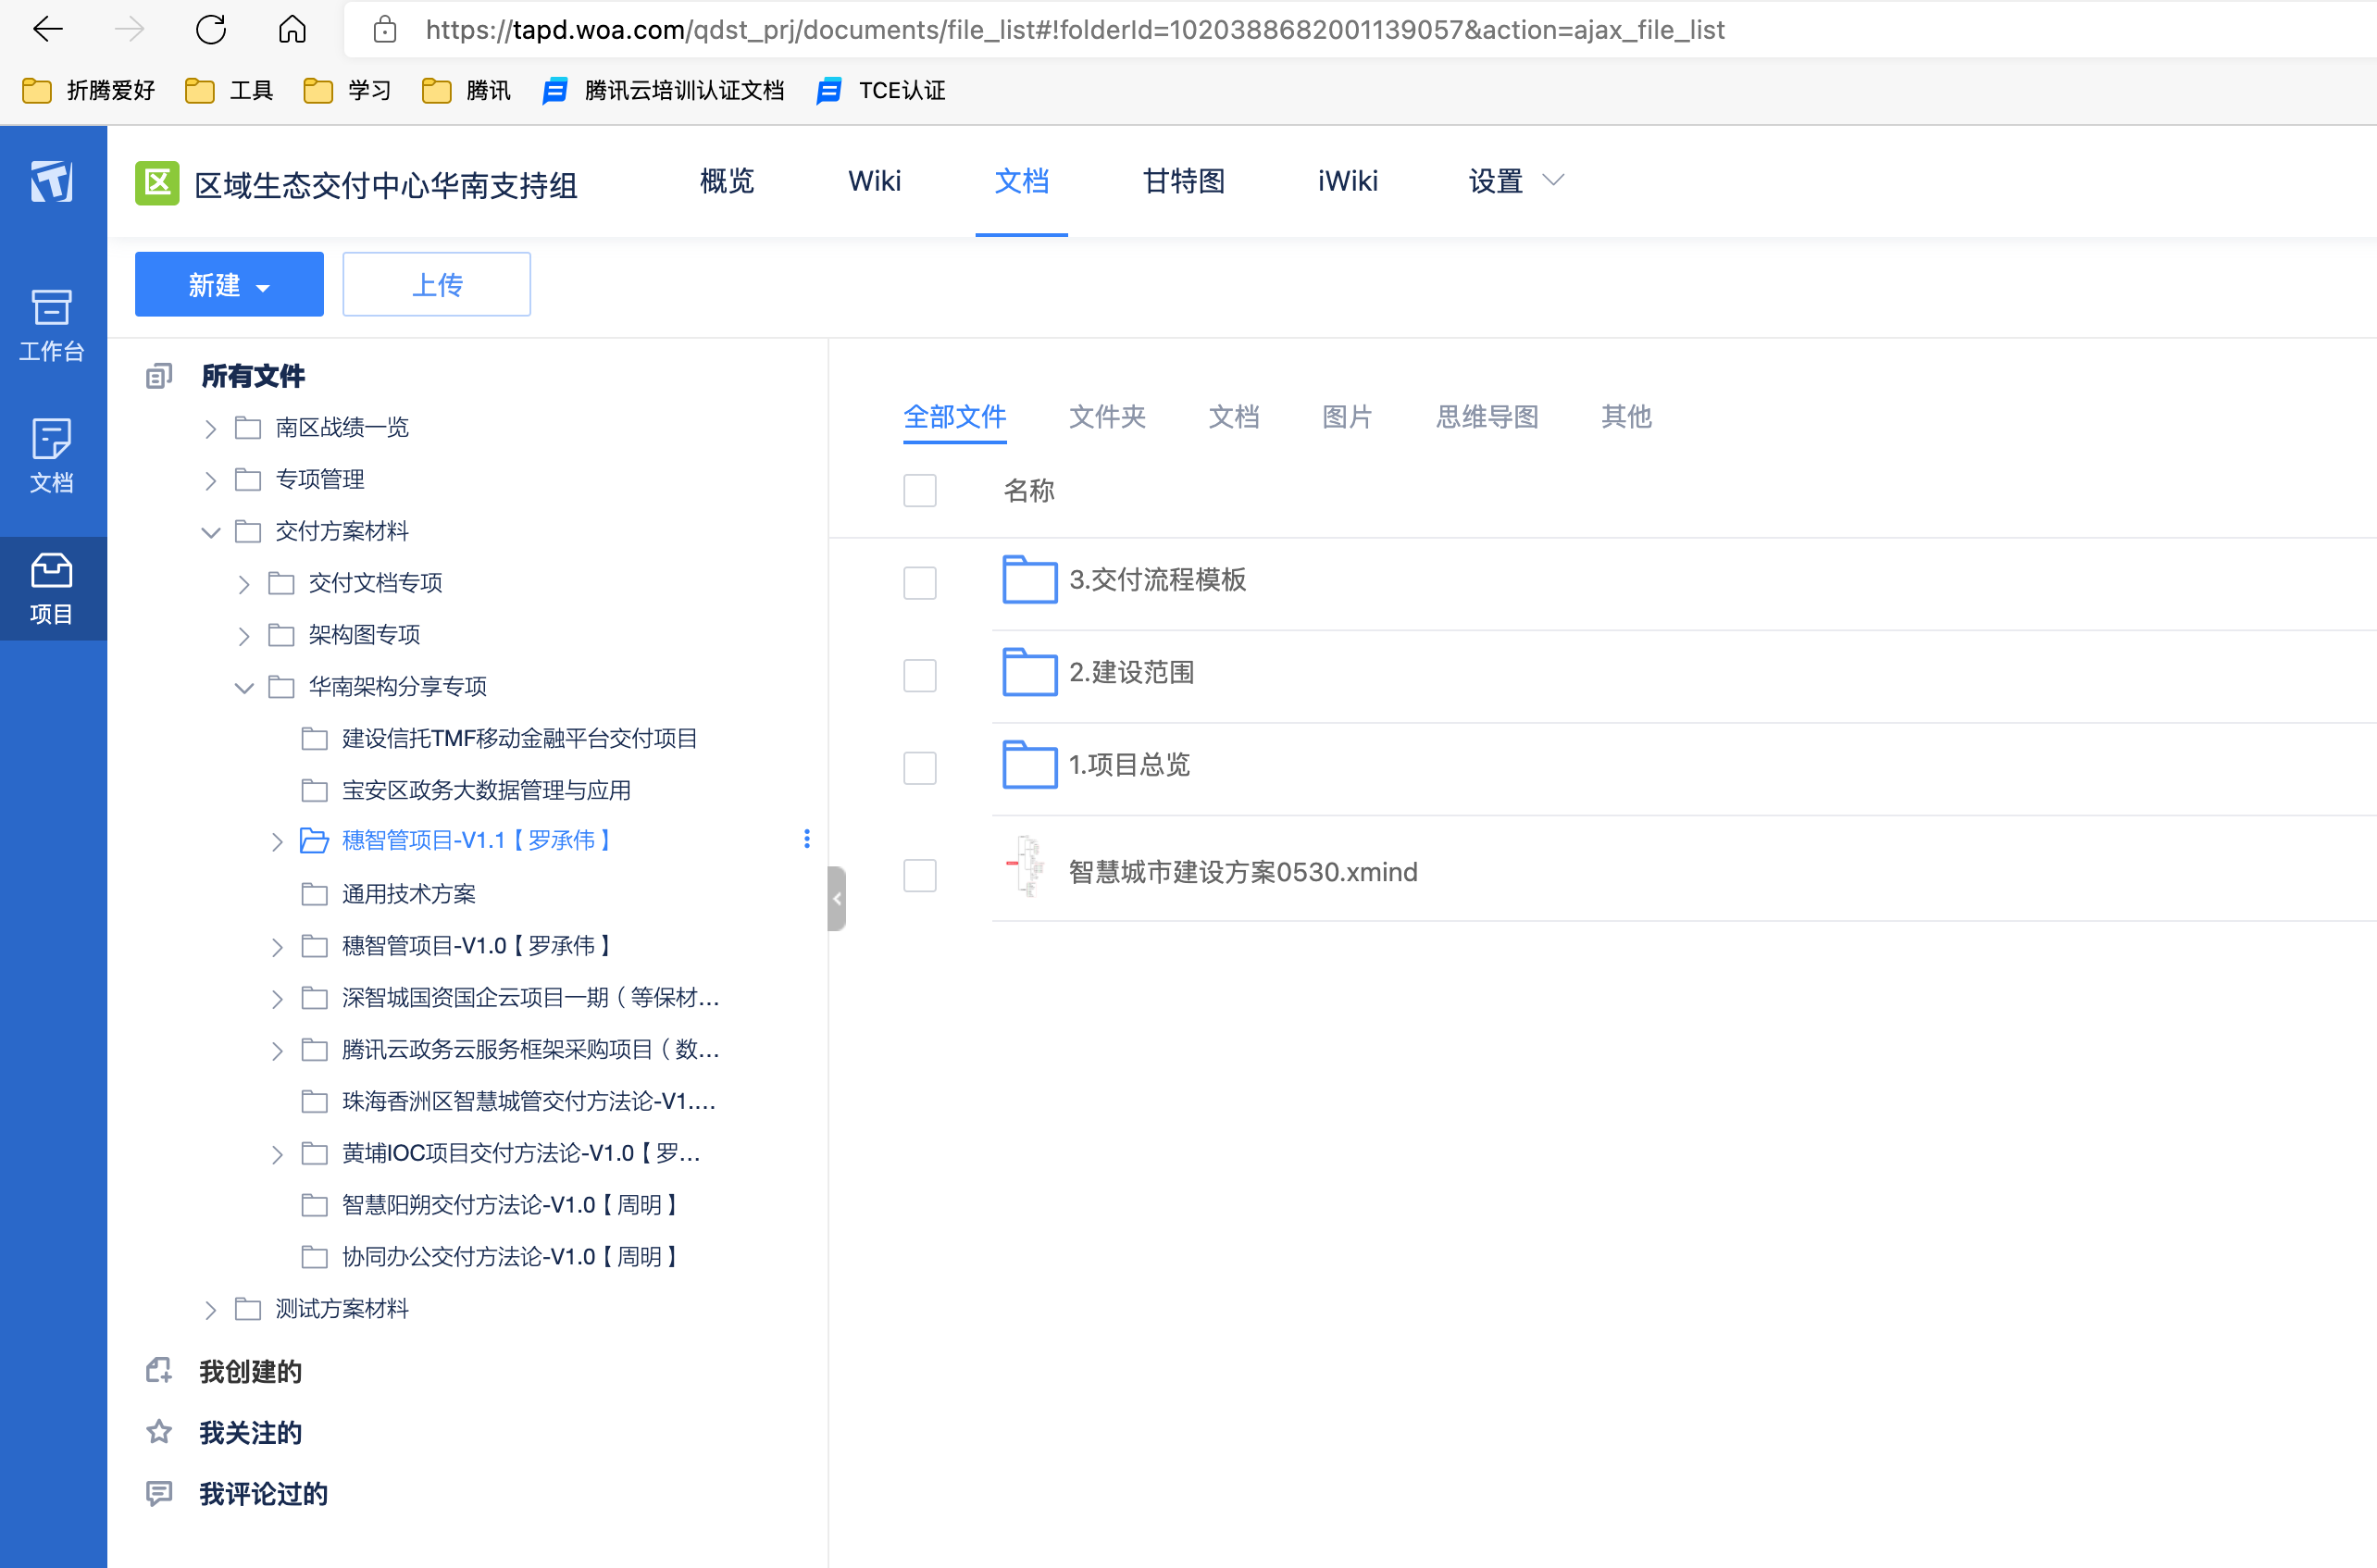 https://tapd.woa.com/qdst_prj/documents/file_list#!folderId=1020388682001139057&action=ajax_file_list
折腾爱好 工具 学习 腾讯 腾讯云培训认证文档 TCE认证
区 区域生态交付中心华南支持组 概览 Wiki 文档 甘特图 iWiki 设置
新建 上传
工作台
文档
项目
所有文件
南区战绩一览
专项管理
交付方案材料
交付文档专项
架构图专项
华南架构分享专项
建设信托TMF移动金融平台交付项目
宝安区政务大数据管理与应用
穗智管项目-V1.1【罗承伟】
通用技术方案
穗智管项目-V1.0【罗承伟】
深智城国资国企云项目一期（等保材...
腾讯云政务云服务框架采购项目（数...
珠海香洲区智慧城管交付方法论-V1....
黄埔IOC项目交付方法论-V1.0【罗...
智慧阳朔交付方法论-V1.0【周明】
协同办公交付方法论-V1.0【周明】
测试方案材料
我创建的
我关注的
我评论过的
全部文件 文件夹 文档 图片 思维导图 其他
名称
3.交付流程模板
2.建设范围
1.项目总览
智慧城市建设方案0530.xmind